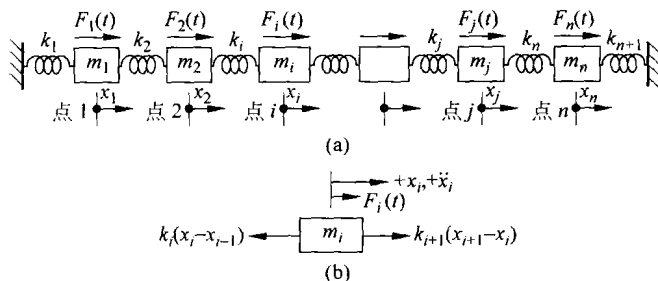 F₁(t) F₂(t) Fᵢ(t) Fⱼ(t) Fₙ(t)
k₁ k₂ kᵢ kⱼ kₙ kₙ₊₁
m₁ m₂ mᵢ mⱼ mₙ
x₁ x₂ xᵢ xⱼ xₙ
点 1 点 2 点 i 点 j 点 n
(a)
+xᵢ,+ẍᵢ
Fᵢ(t)
kᵢ(xᵢ−xᵢ₋₁) mᵢ kᵢ₊₁(xᵢ₊₁−xᵢ)
(b)